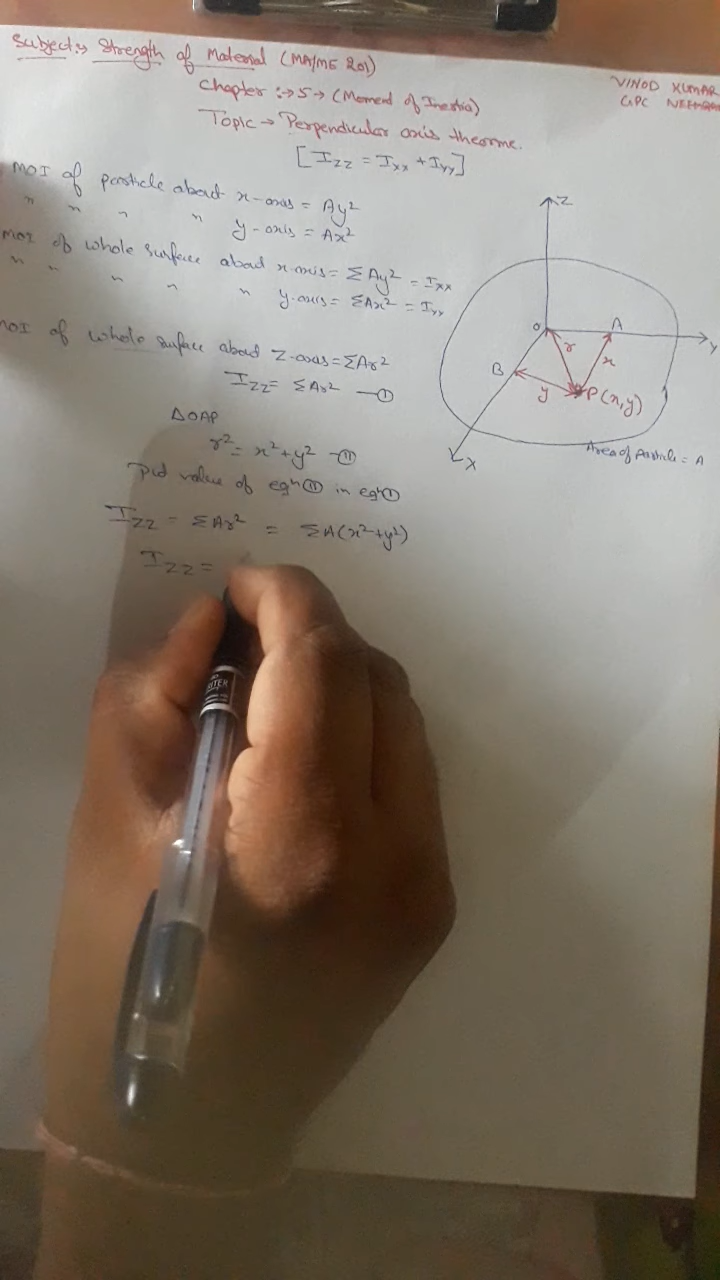 Subject:→ Strength of Material (MA/ME 201)
VINOD KUMAR
GPC
Chapter :→ 5 → (Moment of Inertia)
Topic → Perpendicular axis theorme.
[Izz = Ixx + Iyy]
MOI of particle about x-axis = Ay²
" " " " y-axis = Ax²
MOI of whole surface about x-axis = ΣAy² = Ixx
" " " " " y-axis = ΣAx² = Iyy
MOI of whole surface about z-axis = ΣAr²
Izz = ΣAr² —①
ΔOAP
r² = x² + y² —⑪
put value of eqⁿ ⑪ in eqⁿ ①
Izz = ΣAr² = ΣA(x²+y²)
Izz =
Z
O
A
Y
r
x
B
y
P(x,y)
X
Area of Particle = A